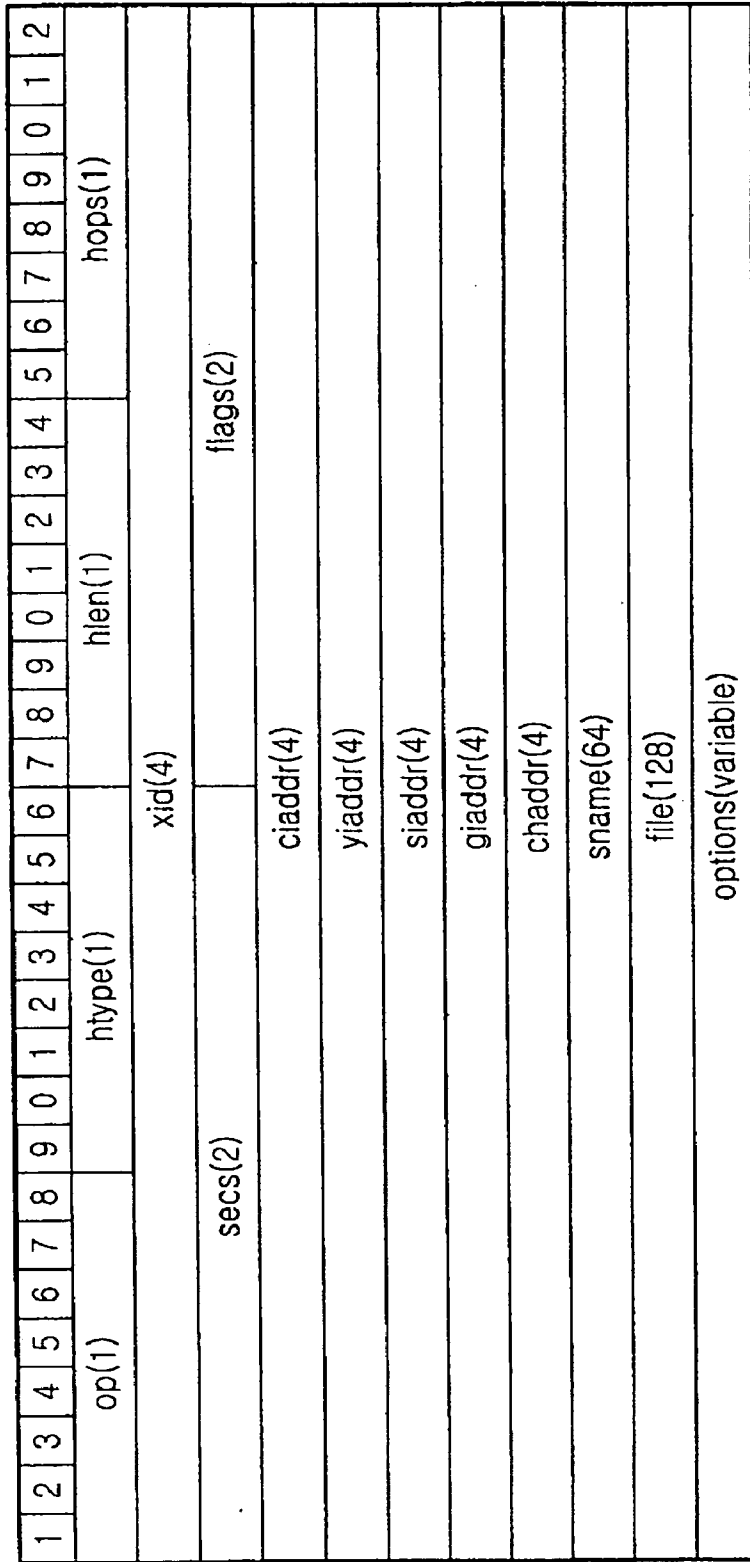 1 2 3 4 5 6 7 8 9 0 1 2 3 4 5 6 7 8 9 0 1 2 3 4 5 6 7 8 9 0 1 2
op(1) htype(1) hlen(1) hops(1)
xid(4)
secs(2) flags(2)
ciaddr(4)
yiaddr(4)
siaddr(4)
giaddr(4)
chaddr(4)
sname(64)
file(128)
options(variable)